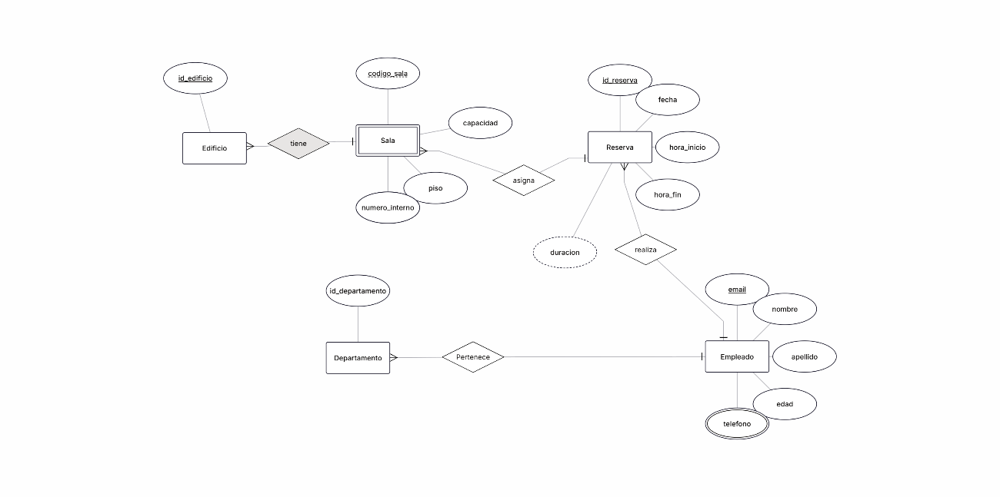 id_edificio
codigo_sala
id_reserva
fecha
capacidad
Edificio
tiene
Sala
Reserva
hora_inicio
asigna
piso
hora_fin
numero_interno
duracion
realiza
id_departamento
email
nombre
Departamento
Pertenece
Empleado
apellido
edad
telefono